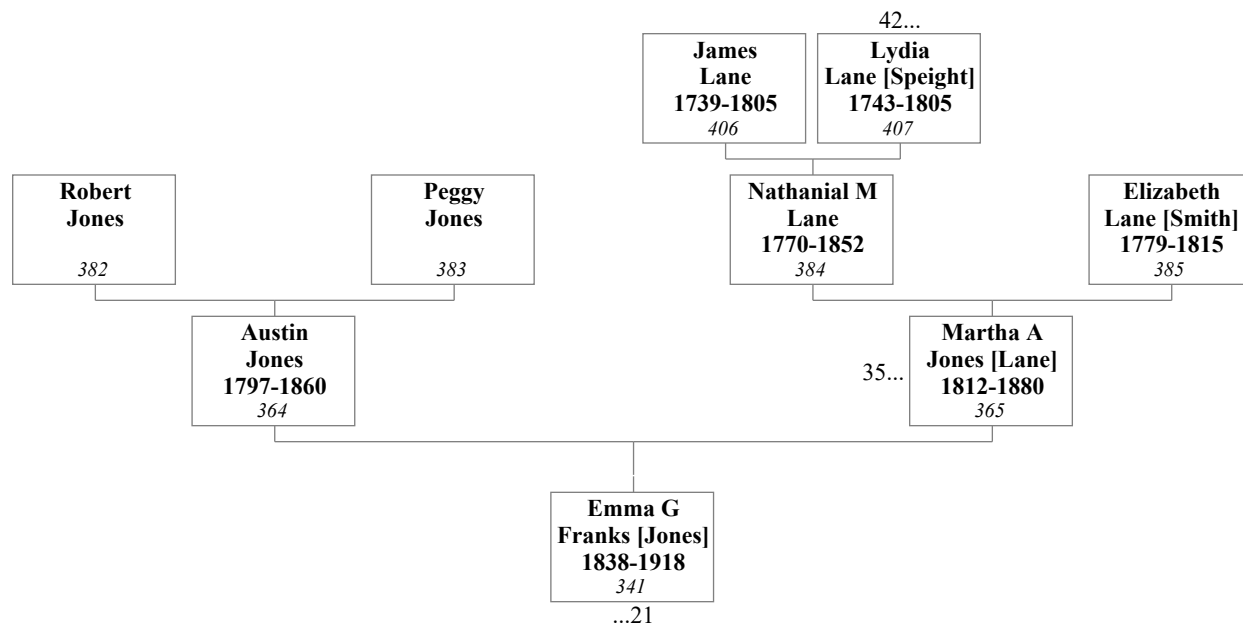 42...
James
Lane
1739-1805
406
Lydia
Lane [Speight]
1743-1805
407
Robert
Jones
382
Peggy
Jones
383
Nathanial M
Lane
1770-1852
384
Elizabeth
Lane [Smith]
1779-1815
385
Austin
Jones
1797-1860
364
35...
Martha A
Jones [Lane]
1812-1880
365
Emma G
Franks [Jones]
1838-1918
341
...21